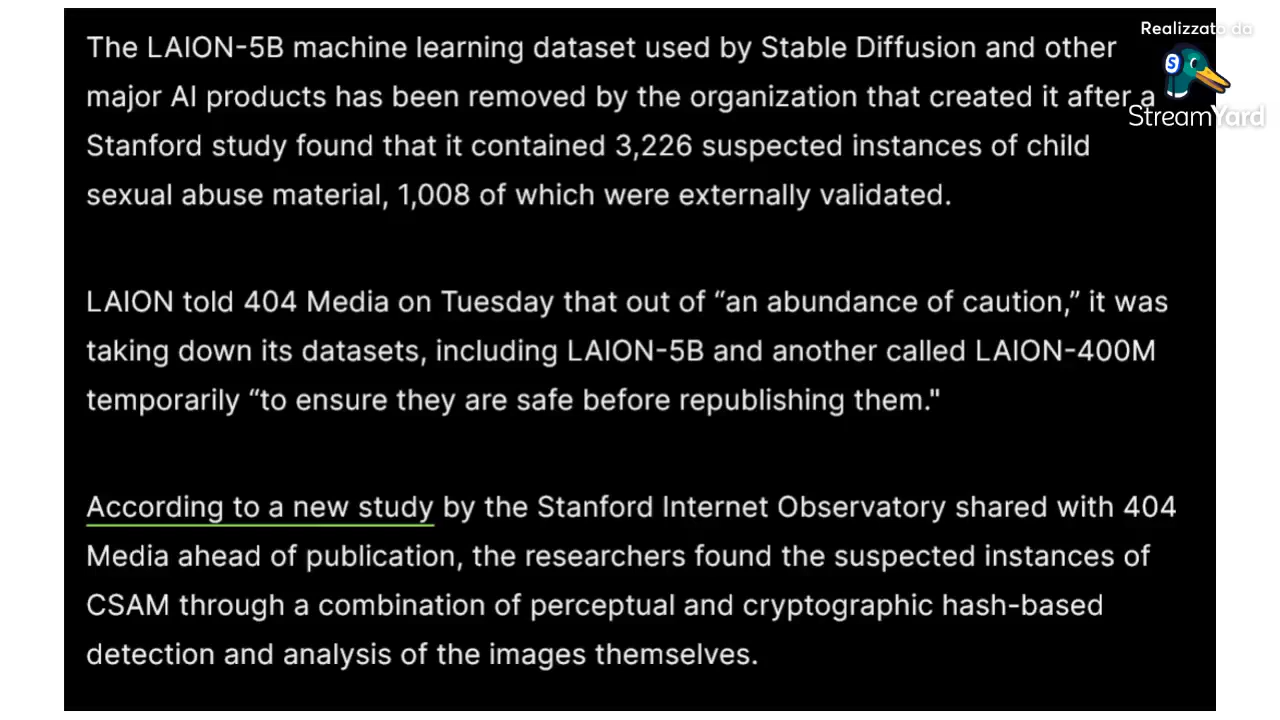 Realizzato da
StreamYard
The LAION-5B machine learning dataset used by Stable Diffusion and other
major AI products has been removed by the organization that created it after a
Stanford study found that it contained 3,226 suspected instances of child
sexual abuse material, 1,008 of which were externally validated.
LAION told 404 Media on Tuesday that out of “an abundance of caution,” it was
taking down its datasets, including LAION-5B and another called LAION-400M
temporarily “to ensure they are safe before republishing them."
According to a new study by the Stanford Internet Observatory shared with 404
Media ahead of publication, the researchers found the suspected instances of
CSAM through a combination of perceptual and cryptographic hash-based
detection and analysis of the images themselves.